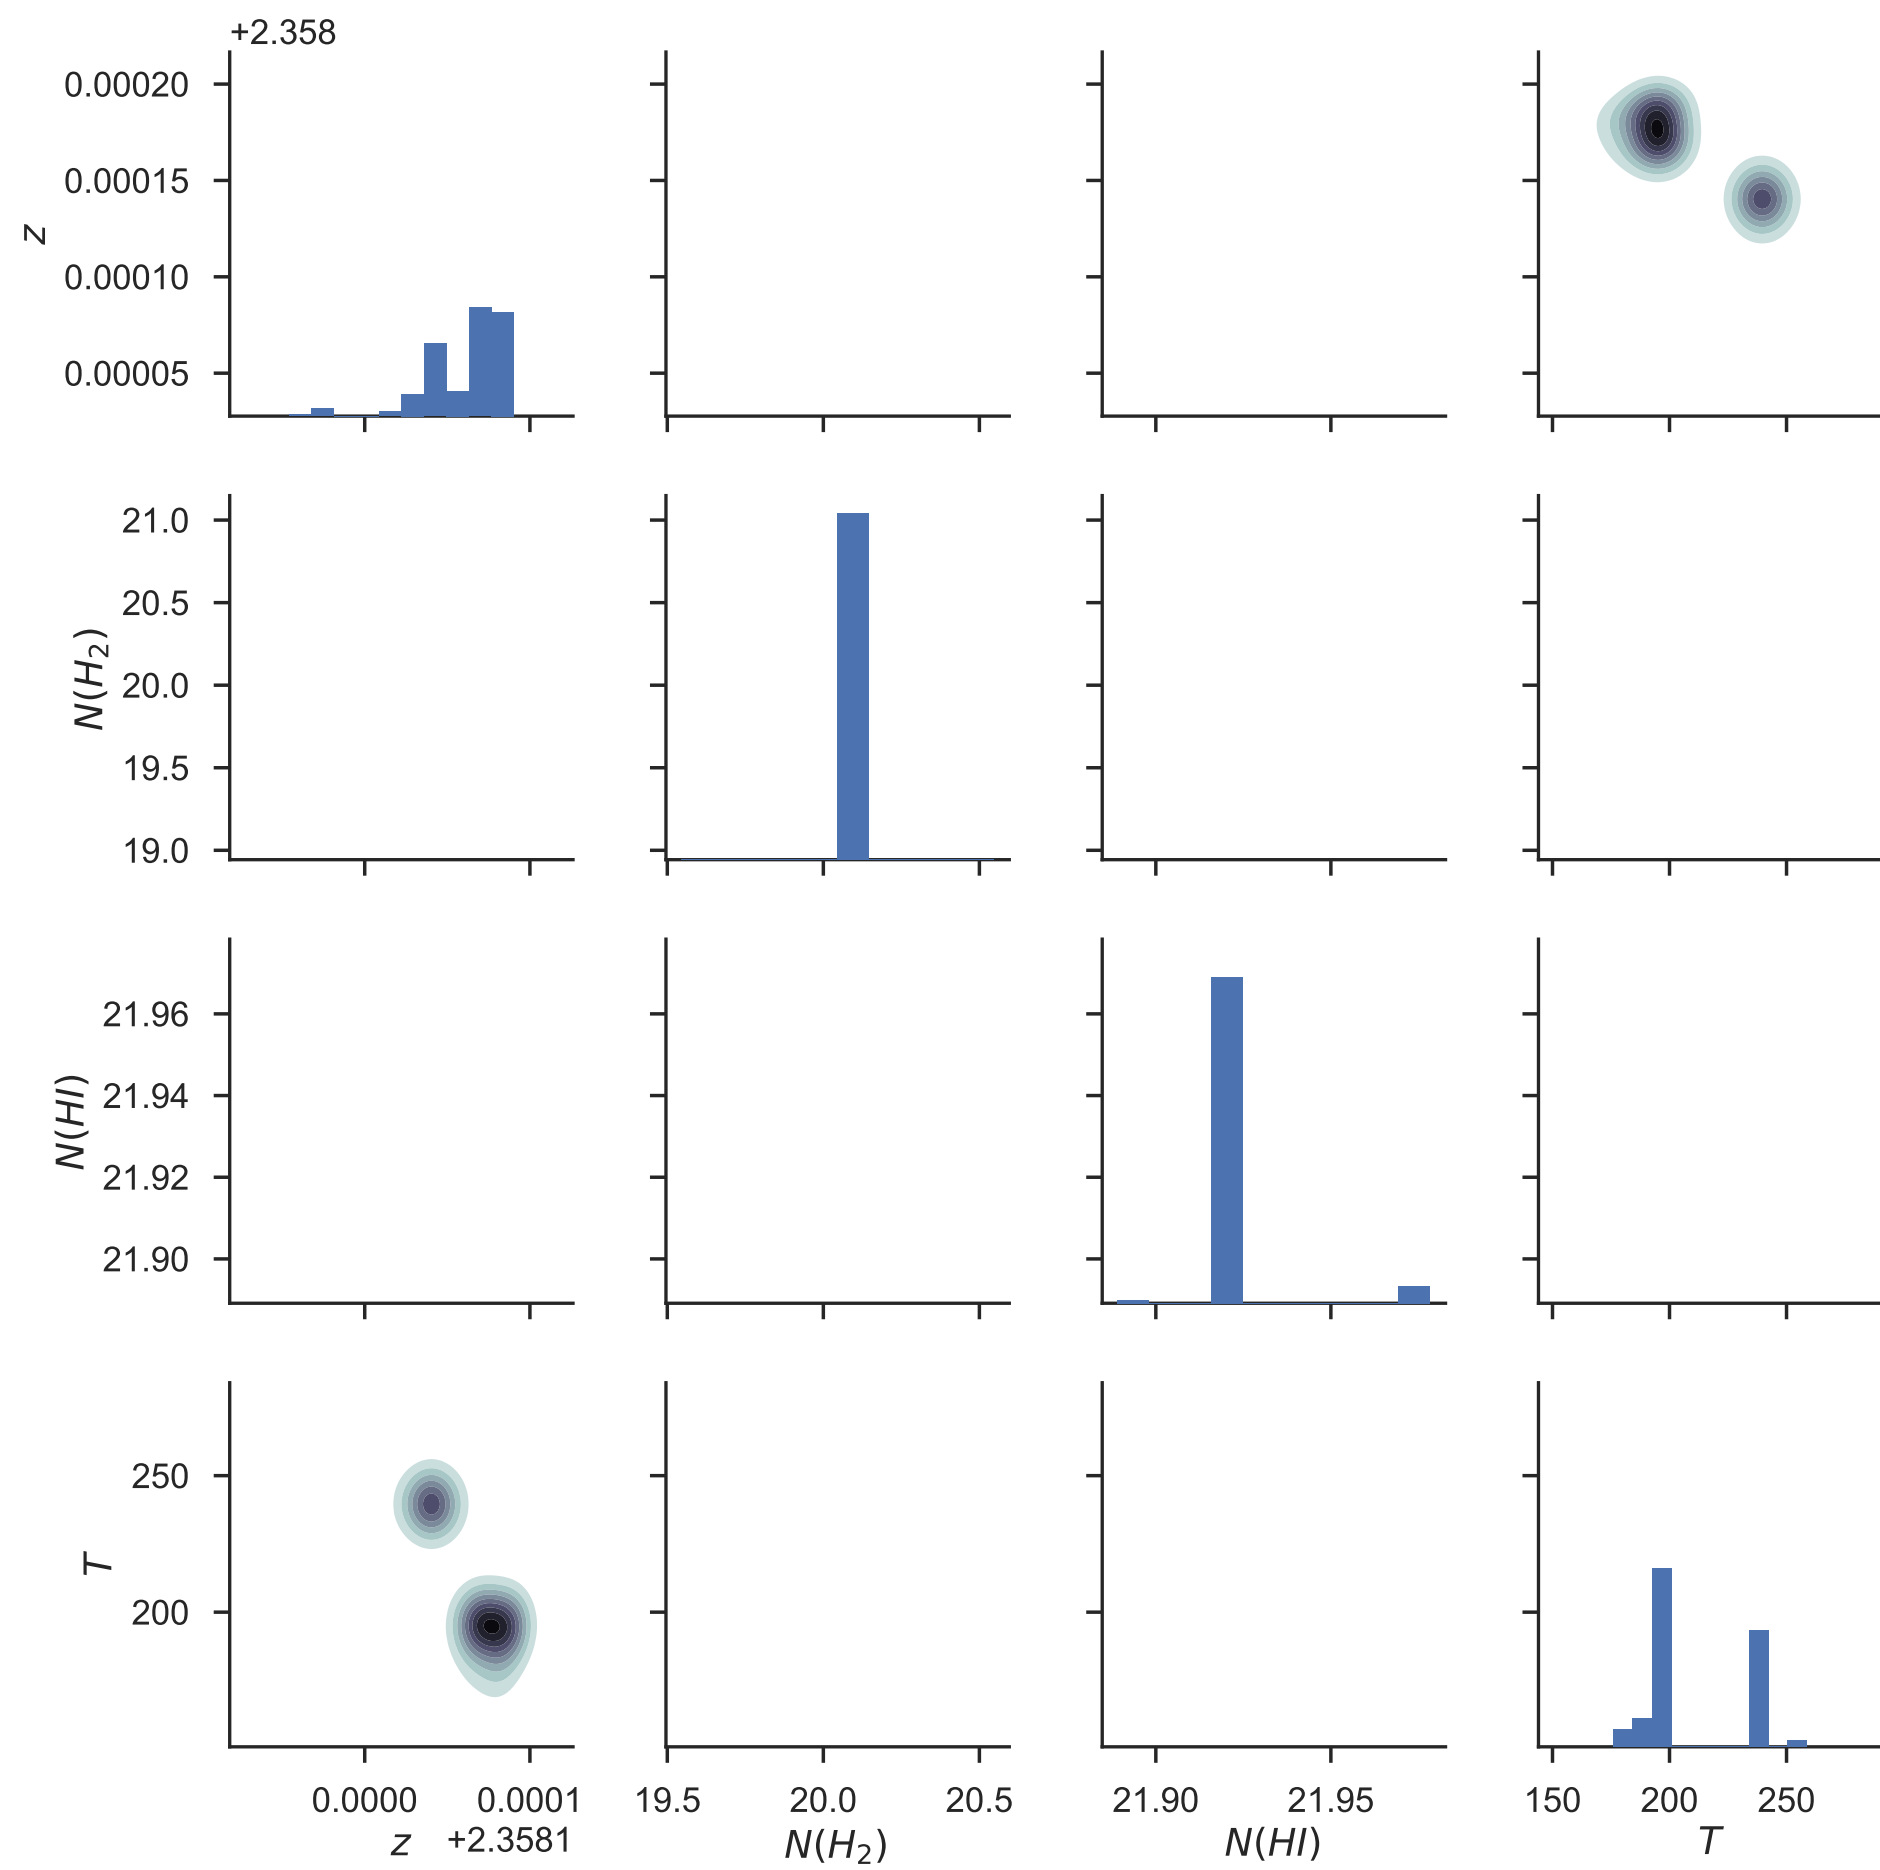 +2.358
0.00020
0.00015
z
0.00010
0.00005
21.0
20.5
N(H₂)
20.0
19.5
19.0
21.96
N(HI)
21.94
21.92
21.90
250
T
200
0.0000 0.0001 19.5 20.0 20.5 21.90 21.95 150 200 250
z +2.3581 N(H₂) N(HI) T